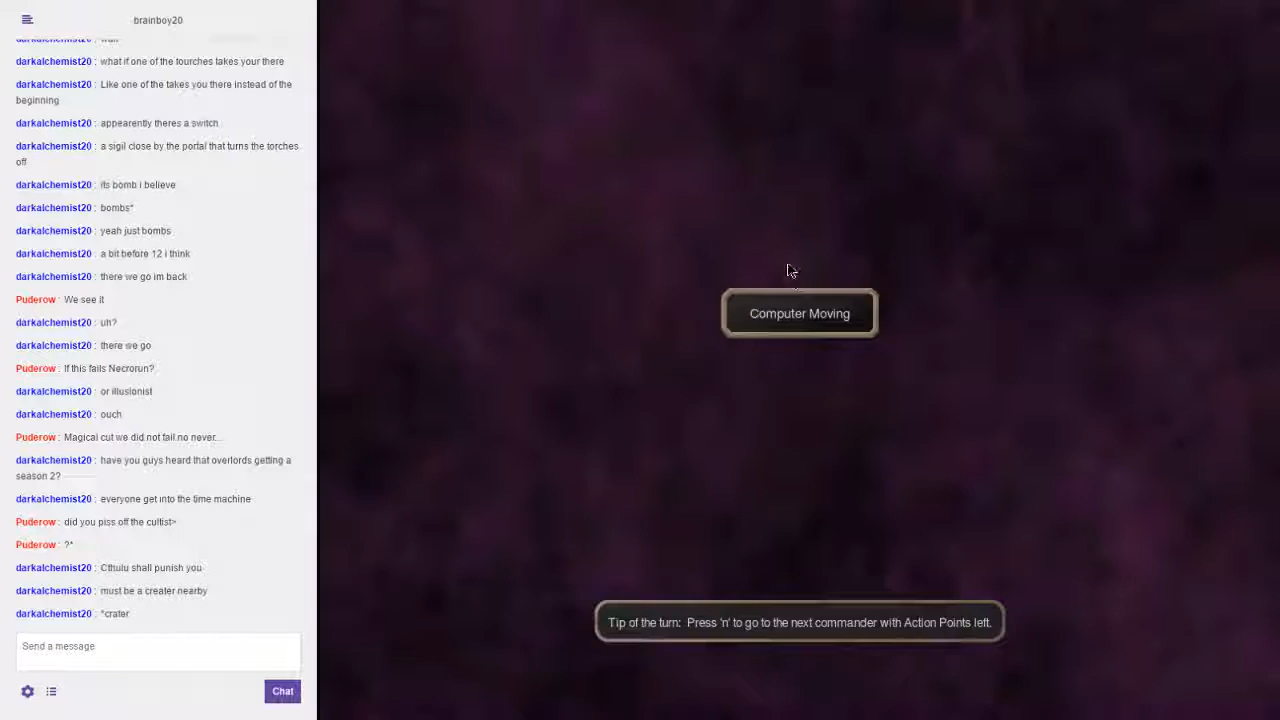 brainboy20
darkalchemist20 : what if one of the tourches takes your there
darkalchemist20 : Like one of the takes you there instead of the
beginning
darkalchemist20 : appearently theres a switch
darkalchemist20 : a sigil close by the portal that turns the torches
off
darkalchemist20 : its bomb i believe
darkalchemist20 : bombs*
darkalchemist20 : yeah just bombs
darkalchemist20 : a bit before 12 i think
darkalchemist20 : there we go im back
Puderow : We see it
darkalchemist20 : uh?
darkalchemist20 : there we go
Puderow : If this fails Necrorun?
darkalchemist20 : or illusionist
darkalchemist20 : ouch
Puderow : Magical cut we did not fail no never...
darkalchemist20 : have you guys heard that overlords getting a
season 2?
darkalchemist20 : everyone get into the time machine
Puderow : did you piss off the cultist>
Puderow : ?*
darkalchemist20 : Cthulu shall punish you
darkalchemist20 : must be a creater nearby
darkalchemist20 : *crater
Send a message
Chat
Computer Moving
Tip of the turn: Press 'n' to go to the next commander with Action Points left.